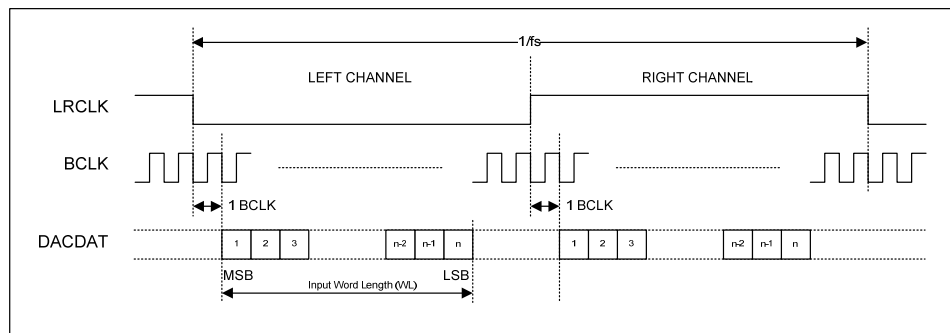 1/fs
LEFT CHANNEL
RIGHT CHANNEL
LRCLK
BCLK
1 BCLK
1 BCLK
DACDAT
1 2 3 n-2 n-1 n
1 2 3 n-2 n-1 n
MSB LSB
Input Word Length (WL)